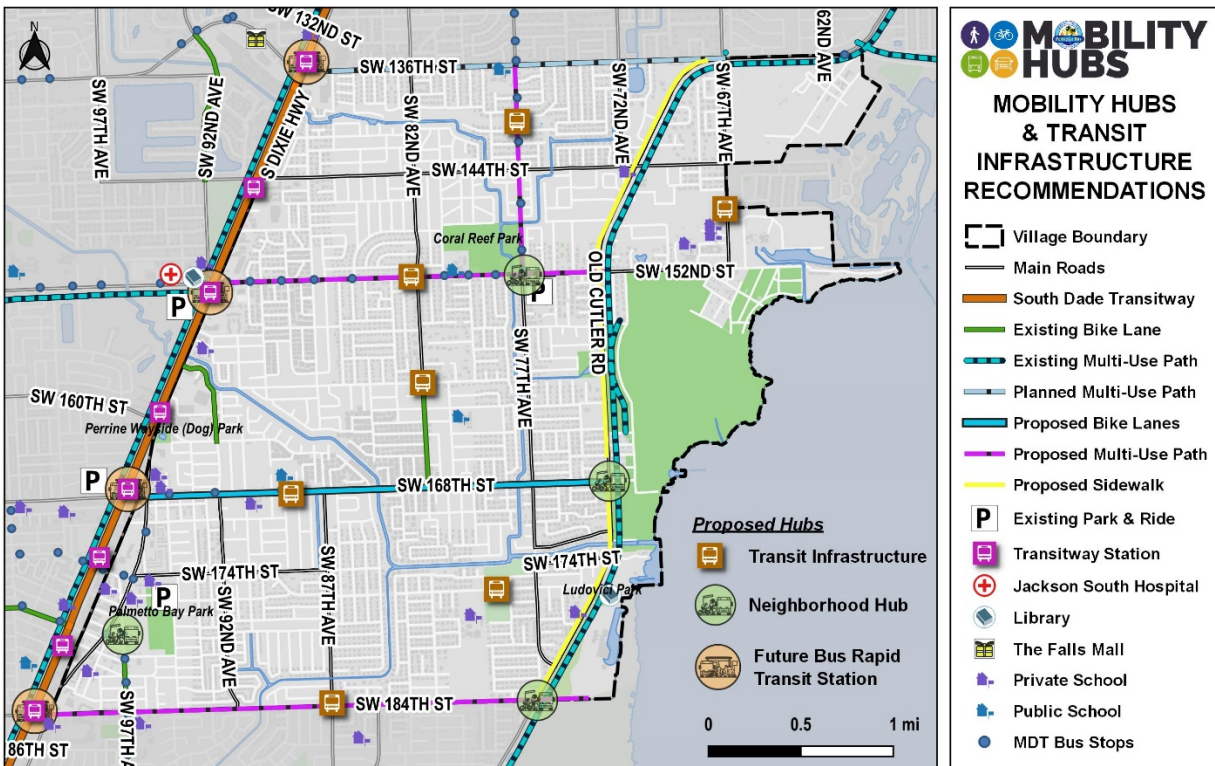 SW 132ND ST
62ND AVE
SW 136TH ST
SW 97TH AVE
SW 92ND AVE
S DIXIE HWY
SW 82ND AVE
SW 72ND AVE
SW 67TH AVE
SW 144TH ST
Coral Reef Park
SW 152ND ST
P
P
OLD CUTLER RD
SW 77TH AVE
SW 160TH ST
Perrine Wayside (Dog) Park
P
SW 168TH ST
SW 174TH ST
SW 174TH ST
P
Ludovici Park
Palmetto Bay Park
SW 92ND AVE
SW 87TH AVE
SW 184TH ST
86TH ST
SW 97TH A
Proposed Hubs
Transit Infrastructure
Neighborhood Hub
Future Bus Rapid
Transit Station
0 0.5 1 mi
MOBILITY
HUBS
MOBILITY HUBS
& TRANSIT
INFRASTRUCTURE
RECOMMENDATIONS
Village Boundary
Main Roads
South Dade Transitway
Existing Bike Lane
Existing Multi-Use Path
Planned Multi-Use Path
Proposed Bike Lanes
Proposed Multi-Use Path
Proposed Sidewalk
P Existing Park & Ride
Transitway Station
Jackson South Hospital
Library
The Falls Mall
Private School
Public School
MDT Bus Stops